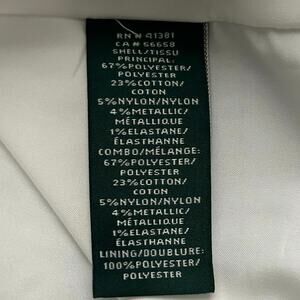 RN# 41381
CA# 56658
SHELL/TISSU
PRINCIPAL:
67%POLYESTER/
POLYESTER
23%COTTON/
COTON
5%NYLON/NYLON
4%METALLIC/
MÉTALLIQUE
1%ELASTANE/
ÉLASTHANNE
COMBO/MÉLANGE:
67%POLYESTER/
POLYESTER
23%COTTON/
COTON
5%NYLON/NYLON
4%METALLIC/
MÉTALLIQUE
1%ELASTANE/
ÉLASTHANNE
LINING/DOUBLURE:
100%POLYESTER/
POLYESTER